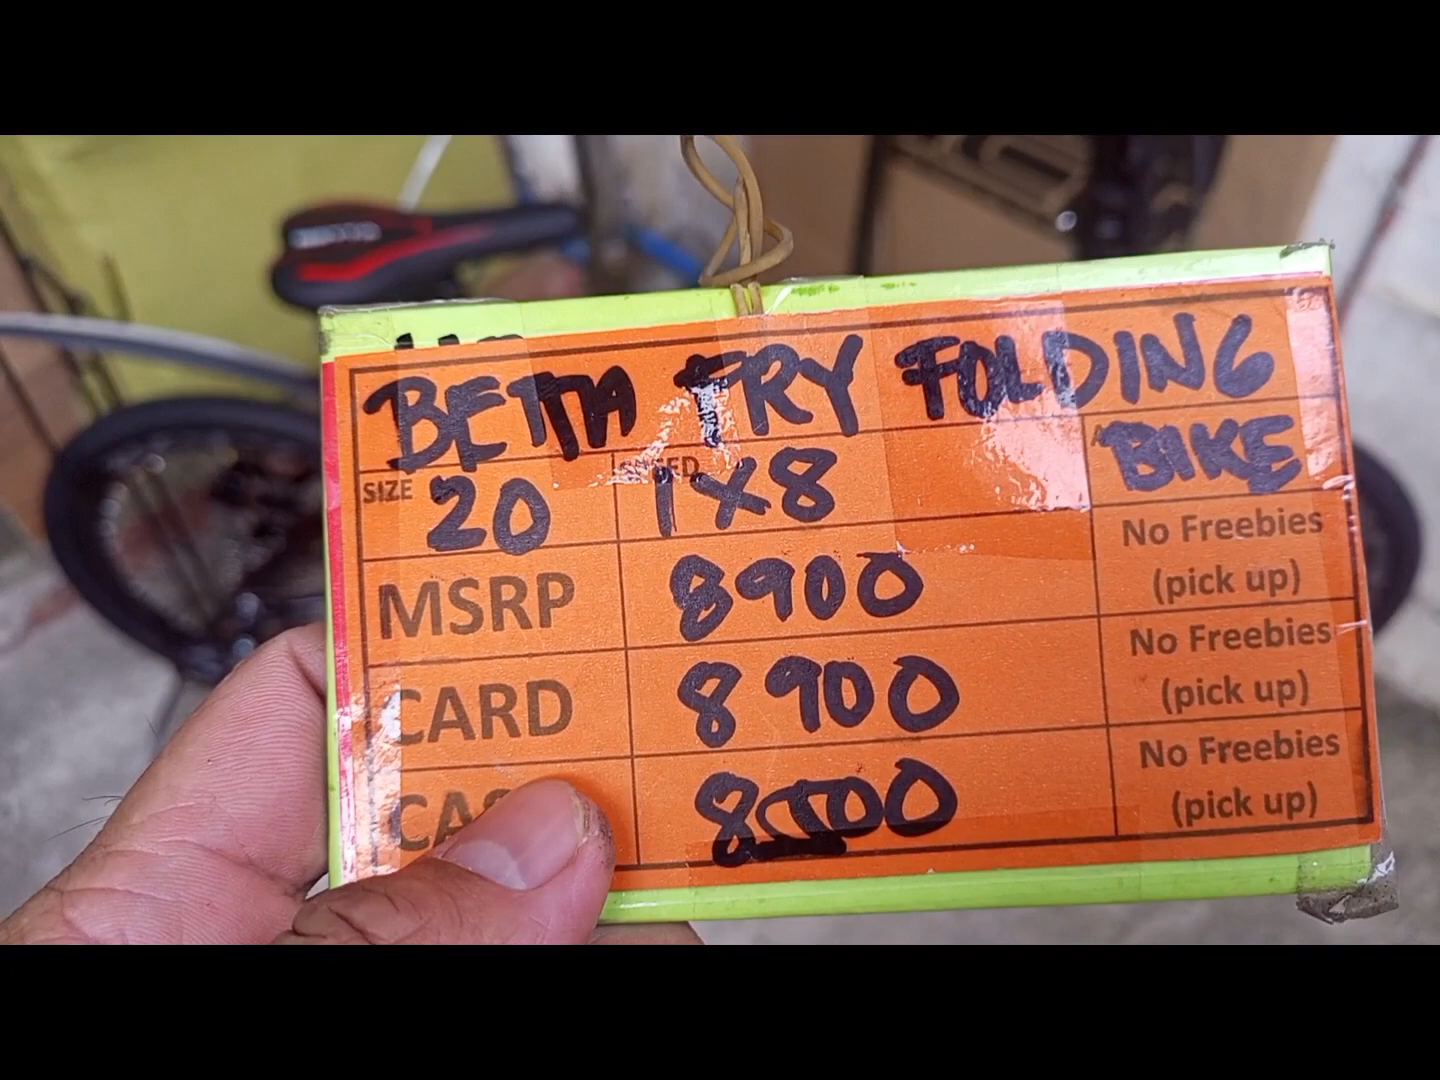 BETTA FRY FOLDING
BIKE
SIZE 20 SPEED 1X8
MSRP 8900 No Freebies
(pick up)
CARD 8900 No Freebies
(pick up)
8500 No Freebies
(pick up)